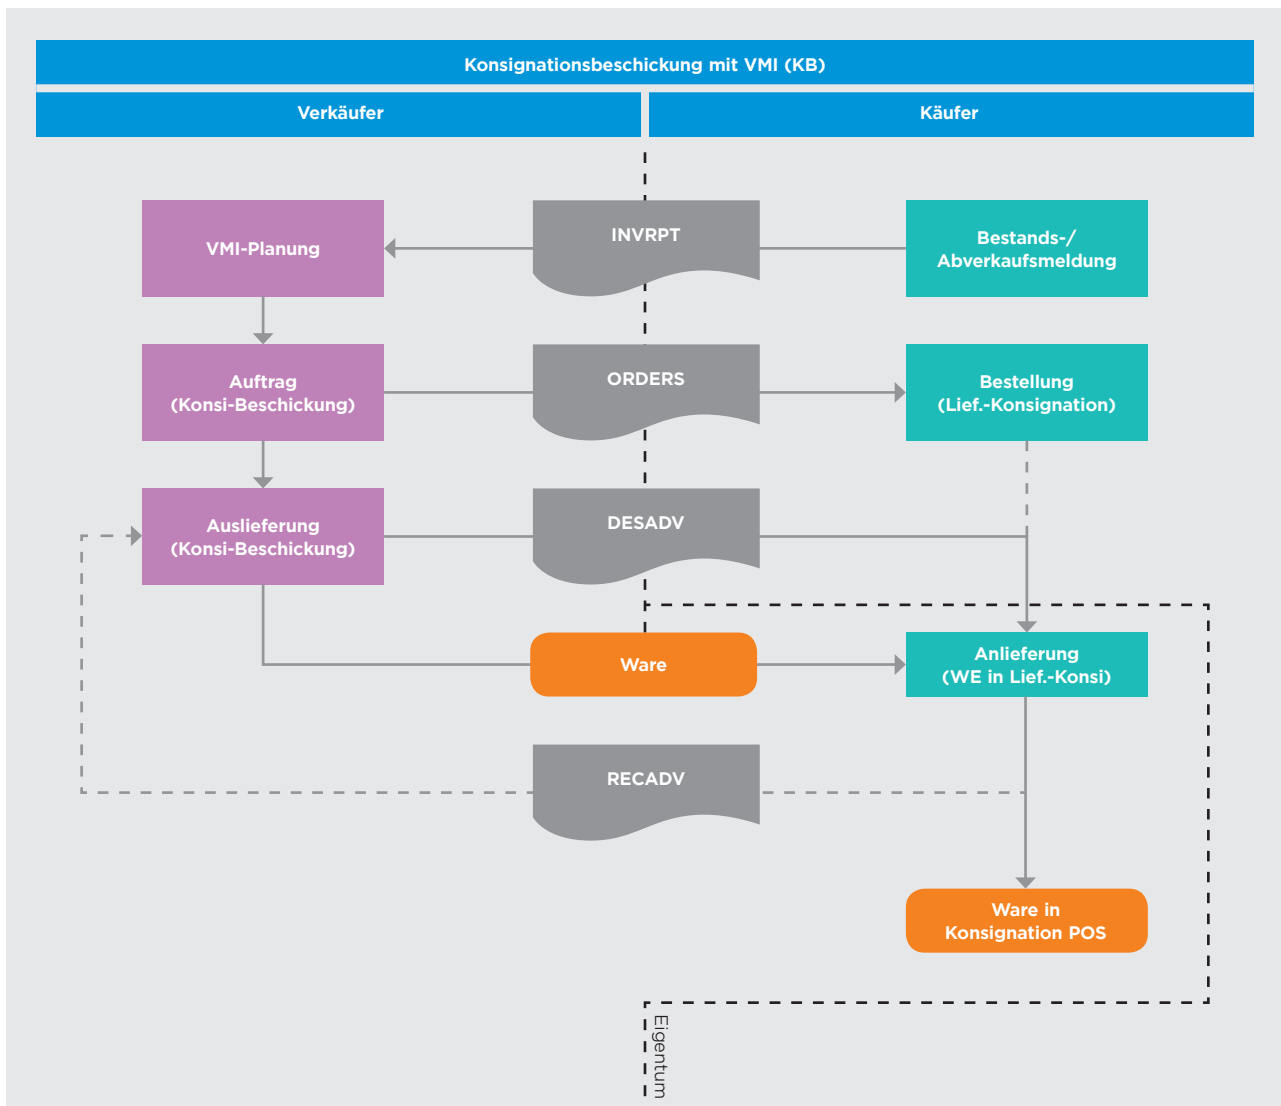 Konsignationsbeschickung mit VMI (KB)
Verkäufer
Käufer
VMI-Planung
INVRPT
Bestands-/
Abverkaufsmeldung
Auftrag
(Konsi-Beschickung)
ORDERS
Bestellung
(Lief.-Konsignation)
Auslieferung
(Konsi-Beschickung)
DESADV
Ware
Anlieferung
(WE in Lief.-Konsi)
RECADV
Ware in
Konsignation POS
Eigentum